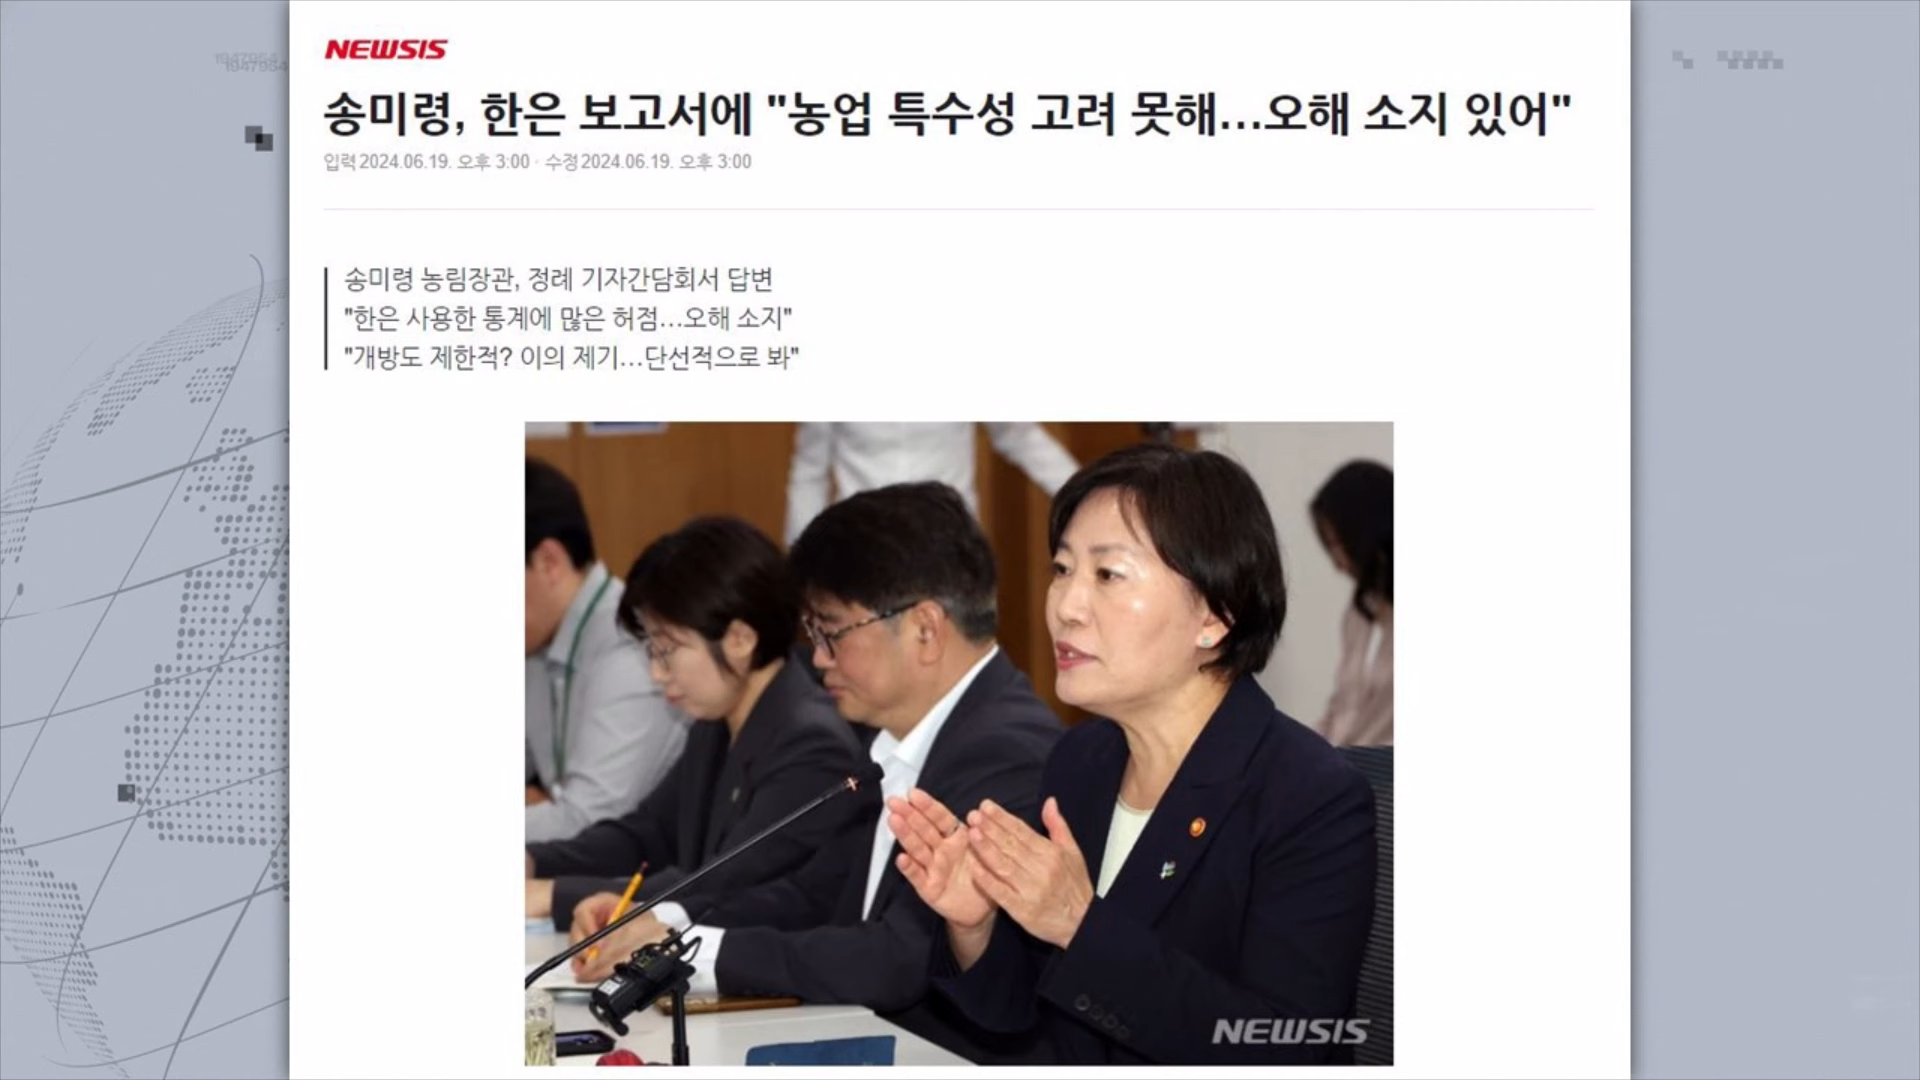 NEWSIS
송미령, 한은 보고서에 "농업 특수성 고려 못해…오해 소지 있어"
입력 2024.06.19. 오후 3:00 · 수정 2024.06.19. 오후 3:00
송미령 농림장관, 정례 기자간담회서 답변
"한은 사용한 통계에 많은 허점…오해 소지"
"개방도 제한적? 이의 제기…단선적으로 봐"
NEWSIS